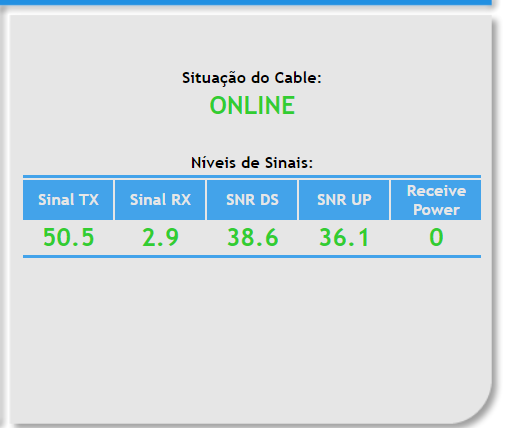 Situação do Cable:
ONLINE
Níveis de Sinais:
Sinal TX Sinal RX SNR DS SNR UP Receive Power
50.5 2.9 38.6 36.1 0